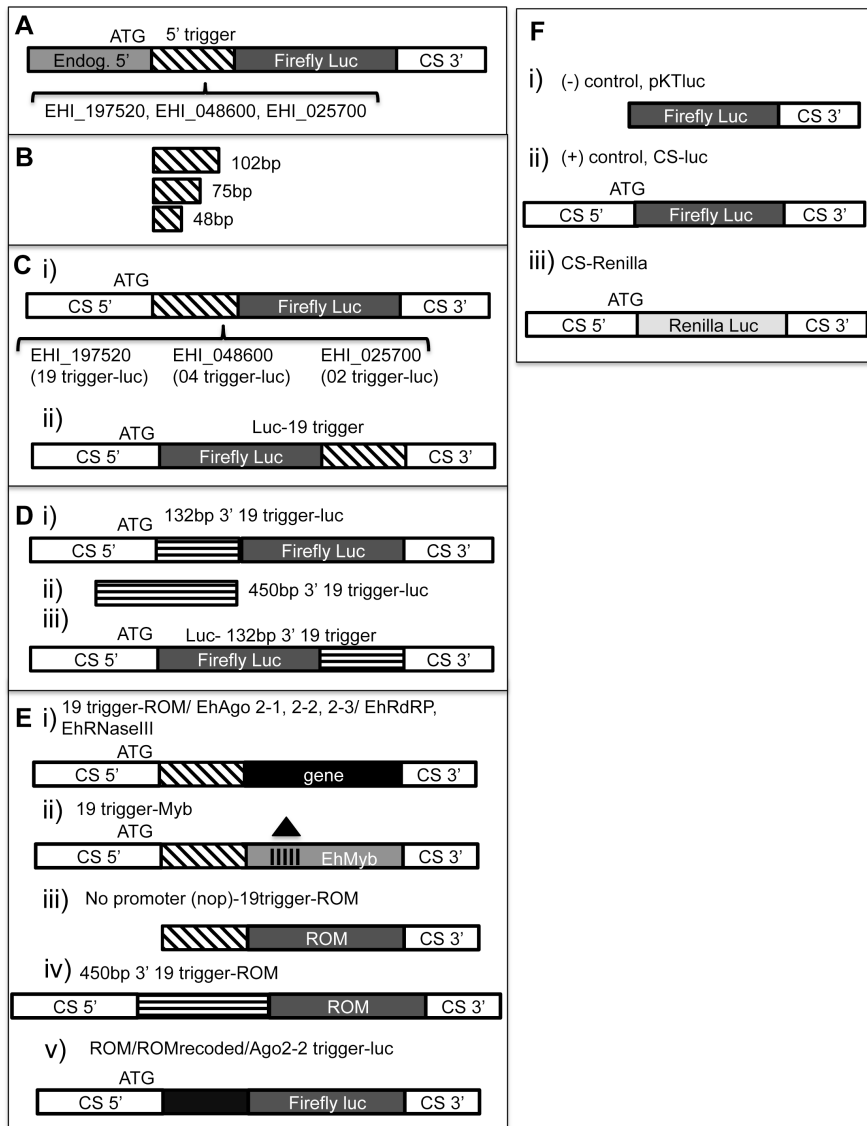 A
ATG 5' trigger
Endog. 5' Firefly Luc CS 3'
EHI_197520, EHI_048600, EHI_025700
B
102bp
75bp
48bp
C i)
ATG
CS 5' Firefly Luc CS 3'
EHI_197520 EHI_048600 EHI_025700
(19 trigger-luc) (04 trigger-luc) (02 trigger-luc)
ii)
ATG Luc-19 trigger
CS 5' Firefly Luc CS 3'
D i)
ATG 132bp 3' 19 trigger-luc
CS 5' Firefly Luc CS 3'
ii) 450bp 3' 19 trigger-luc
iii)
ATG Luc- 132bp 3' 19 trigger
CS 5' Firefly Luc CS 3'
E i) 19 trigger-ROM/ EhAgo 2-1, 2-2, 2-3/ EhRdRP,
EhRNaseIII
ATG
CS 5' gene CS 3'
ii) 19 trigger-Myb
ATG
CS 5' EhMyb CS 3'
iii) No promoter (nop)-19trigger-ROM
ROM CS 3'
iv) 450bp 3' 19 trigger-ROM
CS 5' ROM CS 3'
v) ROM/ROMrecoded/Ago2-2 trigger-luc
ATG
CS 5' Firefly luc CS 3'
F
i) (-) control, pKTluc
Firefly Luc CS 3'
ii) (+) control, CS-luc
ATG
CS 5' Firefly Luc CS 3'
iii) CS-Renilla
ATG
CS 5' Renilla Luc CS 3'